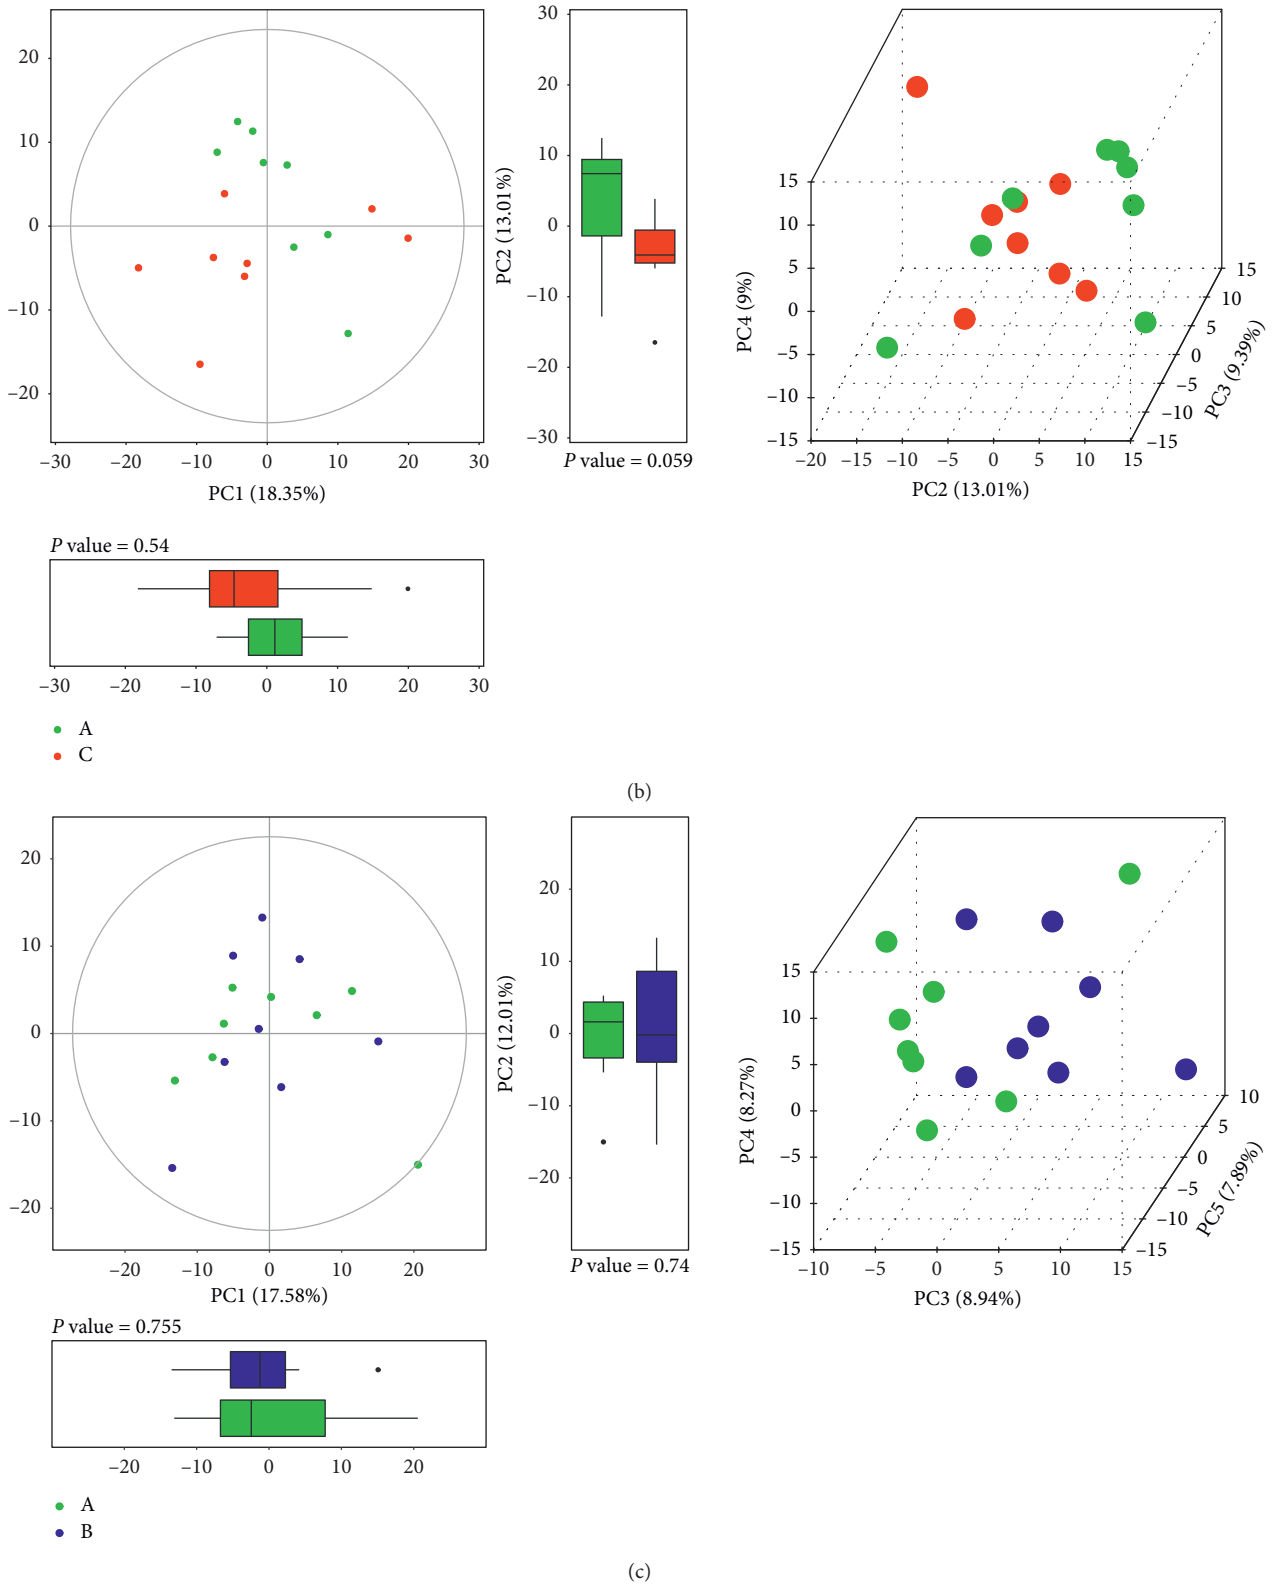 20
10
0
−10
−20
−30 −20 −10 0 10 20 30
PC1 (18.35%)
30
20
10
0
−10
−20
−30
PC2 (13.01%)
P value = 0.059
15
10
5
0
−5
−10
−15
PC4 (9%)
−20 −15 −10 −5 0 5 10 15
PC2 (13.01%)
15
10
5
0
−5
−10
−15
PC3 (9.39%)
P value = 0.54
−30 −20 −10 0 10 20 30
A
C
(b)
20
10
0
−10
−20
−20 −10 0 10 20
PC1 (17.58%)
20
10
0
−10
−20
PC2 (12.01%)
P value = 0.74
15
10
5
0
−5
−10
−15
PC4 (8.27%)
−10 −5 0 5 10 15
PC3 (8.94%)
10
5
0
−5
−10
−15
PC5 (7.89%)
P value = 0.755
−20 −10 0 10 20
A
B
(c)